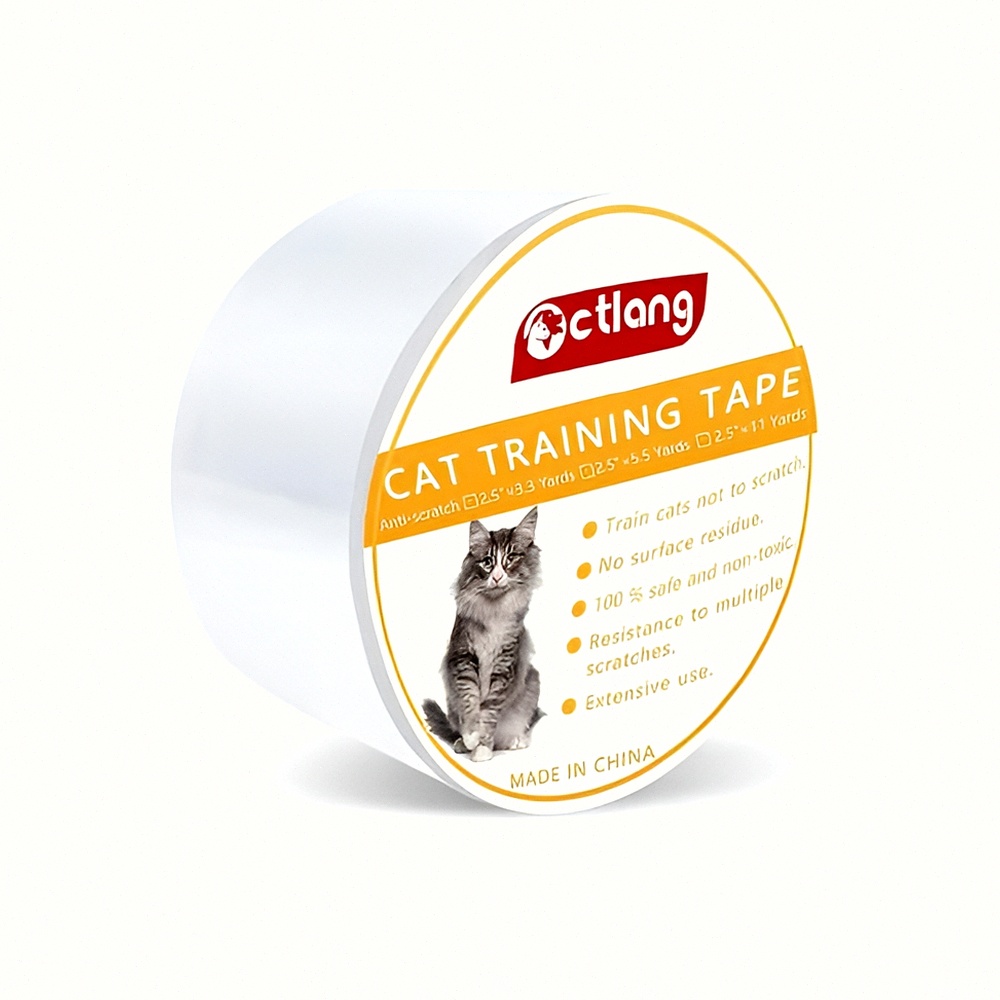 Octlang
CAT TRAINING TAPE
Anti-scratch 2.5" x 3.3 Yards 2.5" x 5.5 Yards 2.5" x 11 Yards
Train cats not to scratch.
No surface residue.
100 % safe and non-toxic.
Resistance to multiple
scratches.
Extensive use.
MADE IN CHINA